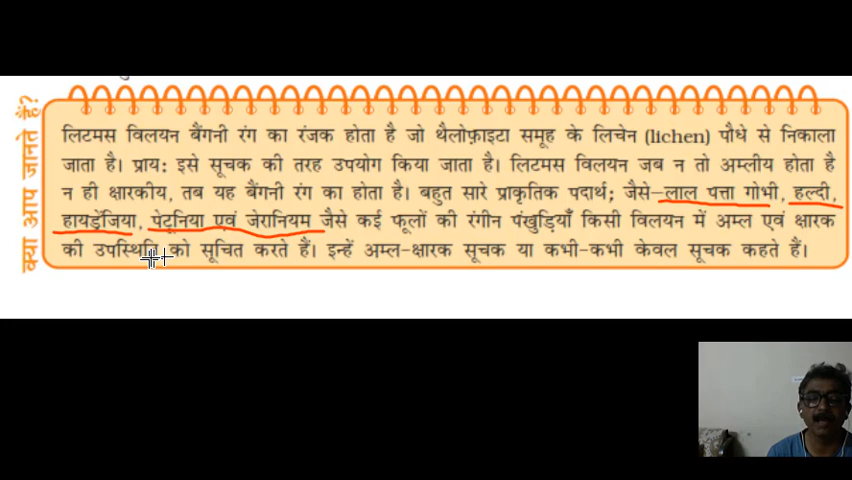 क्या आप जानते हैं?
लिटमस विलयन बैंगनी रंग का रंजक होता है जो थैलोफ़ाइटा समूह के लिचेन (lichen) पौधे से निकाला
जाता है। प्राय: इसे सूचक की तरह उपयोग किया जाता है। लिटमस विलयन जब न तो अम्लीय होता है
न ही क्षारकीय, तब यह बैंगनी रंग का होता है। बहुत सारे प्राकृतिक पदार्थ; जैसे–लाल पत्ता गोभी, हल्दी,
हायड्रेंजिया, पेटूनिया एवं जेरानियम जैसे कई फूलों की रंगीन पंखुड़ियाँ किसी विलयन में अम्ल एवं क्षारक
की उपस्थिति को सूचित करते हैं। इन्हें अम्ल-क्षारक सूचक या कभी-कभी केवल सूचक कहते हैं।